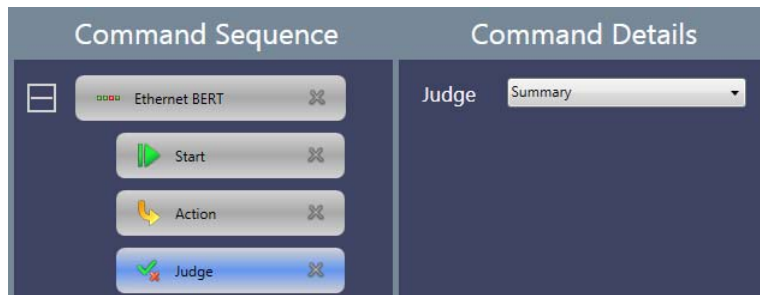 Command Sequence
Command Details
Ethernet BERT
Start
Action
Judge
Judge
Summary